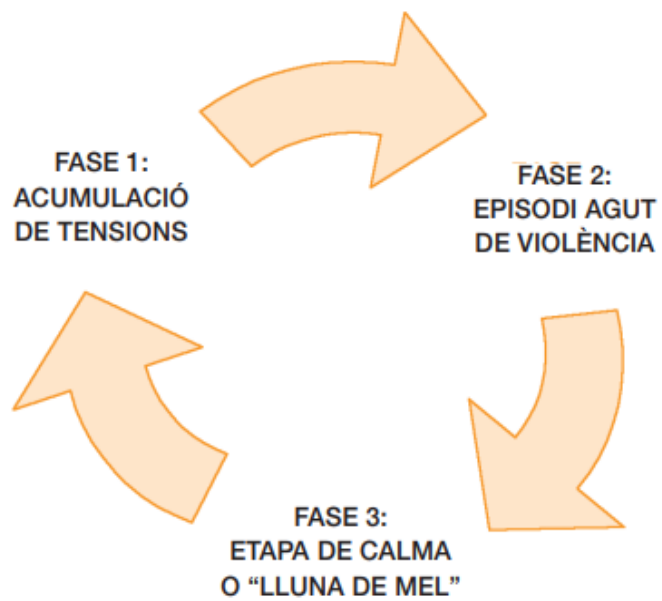 FASE 1:
ACUMULACIÓ
DE TENSIONS
FASE 2:
EPISODI AGUT
DE VIOLÈNCIA
FASE 3:
ETAPA DE CALMA
O “LLUNA DE MEL”